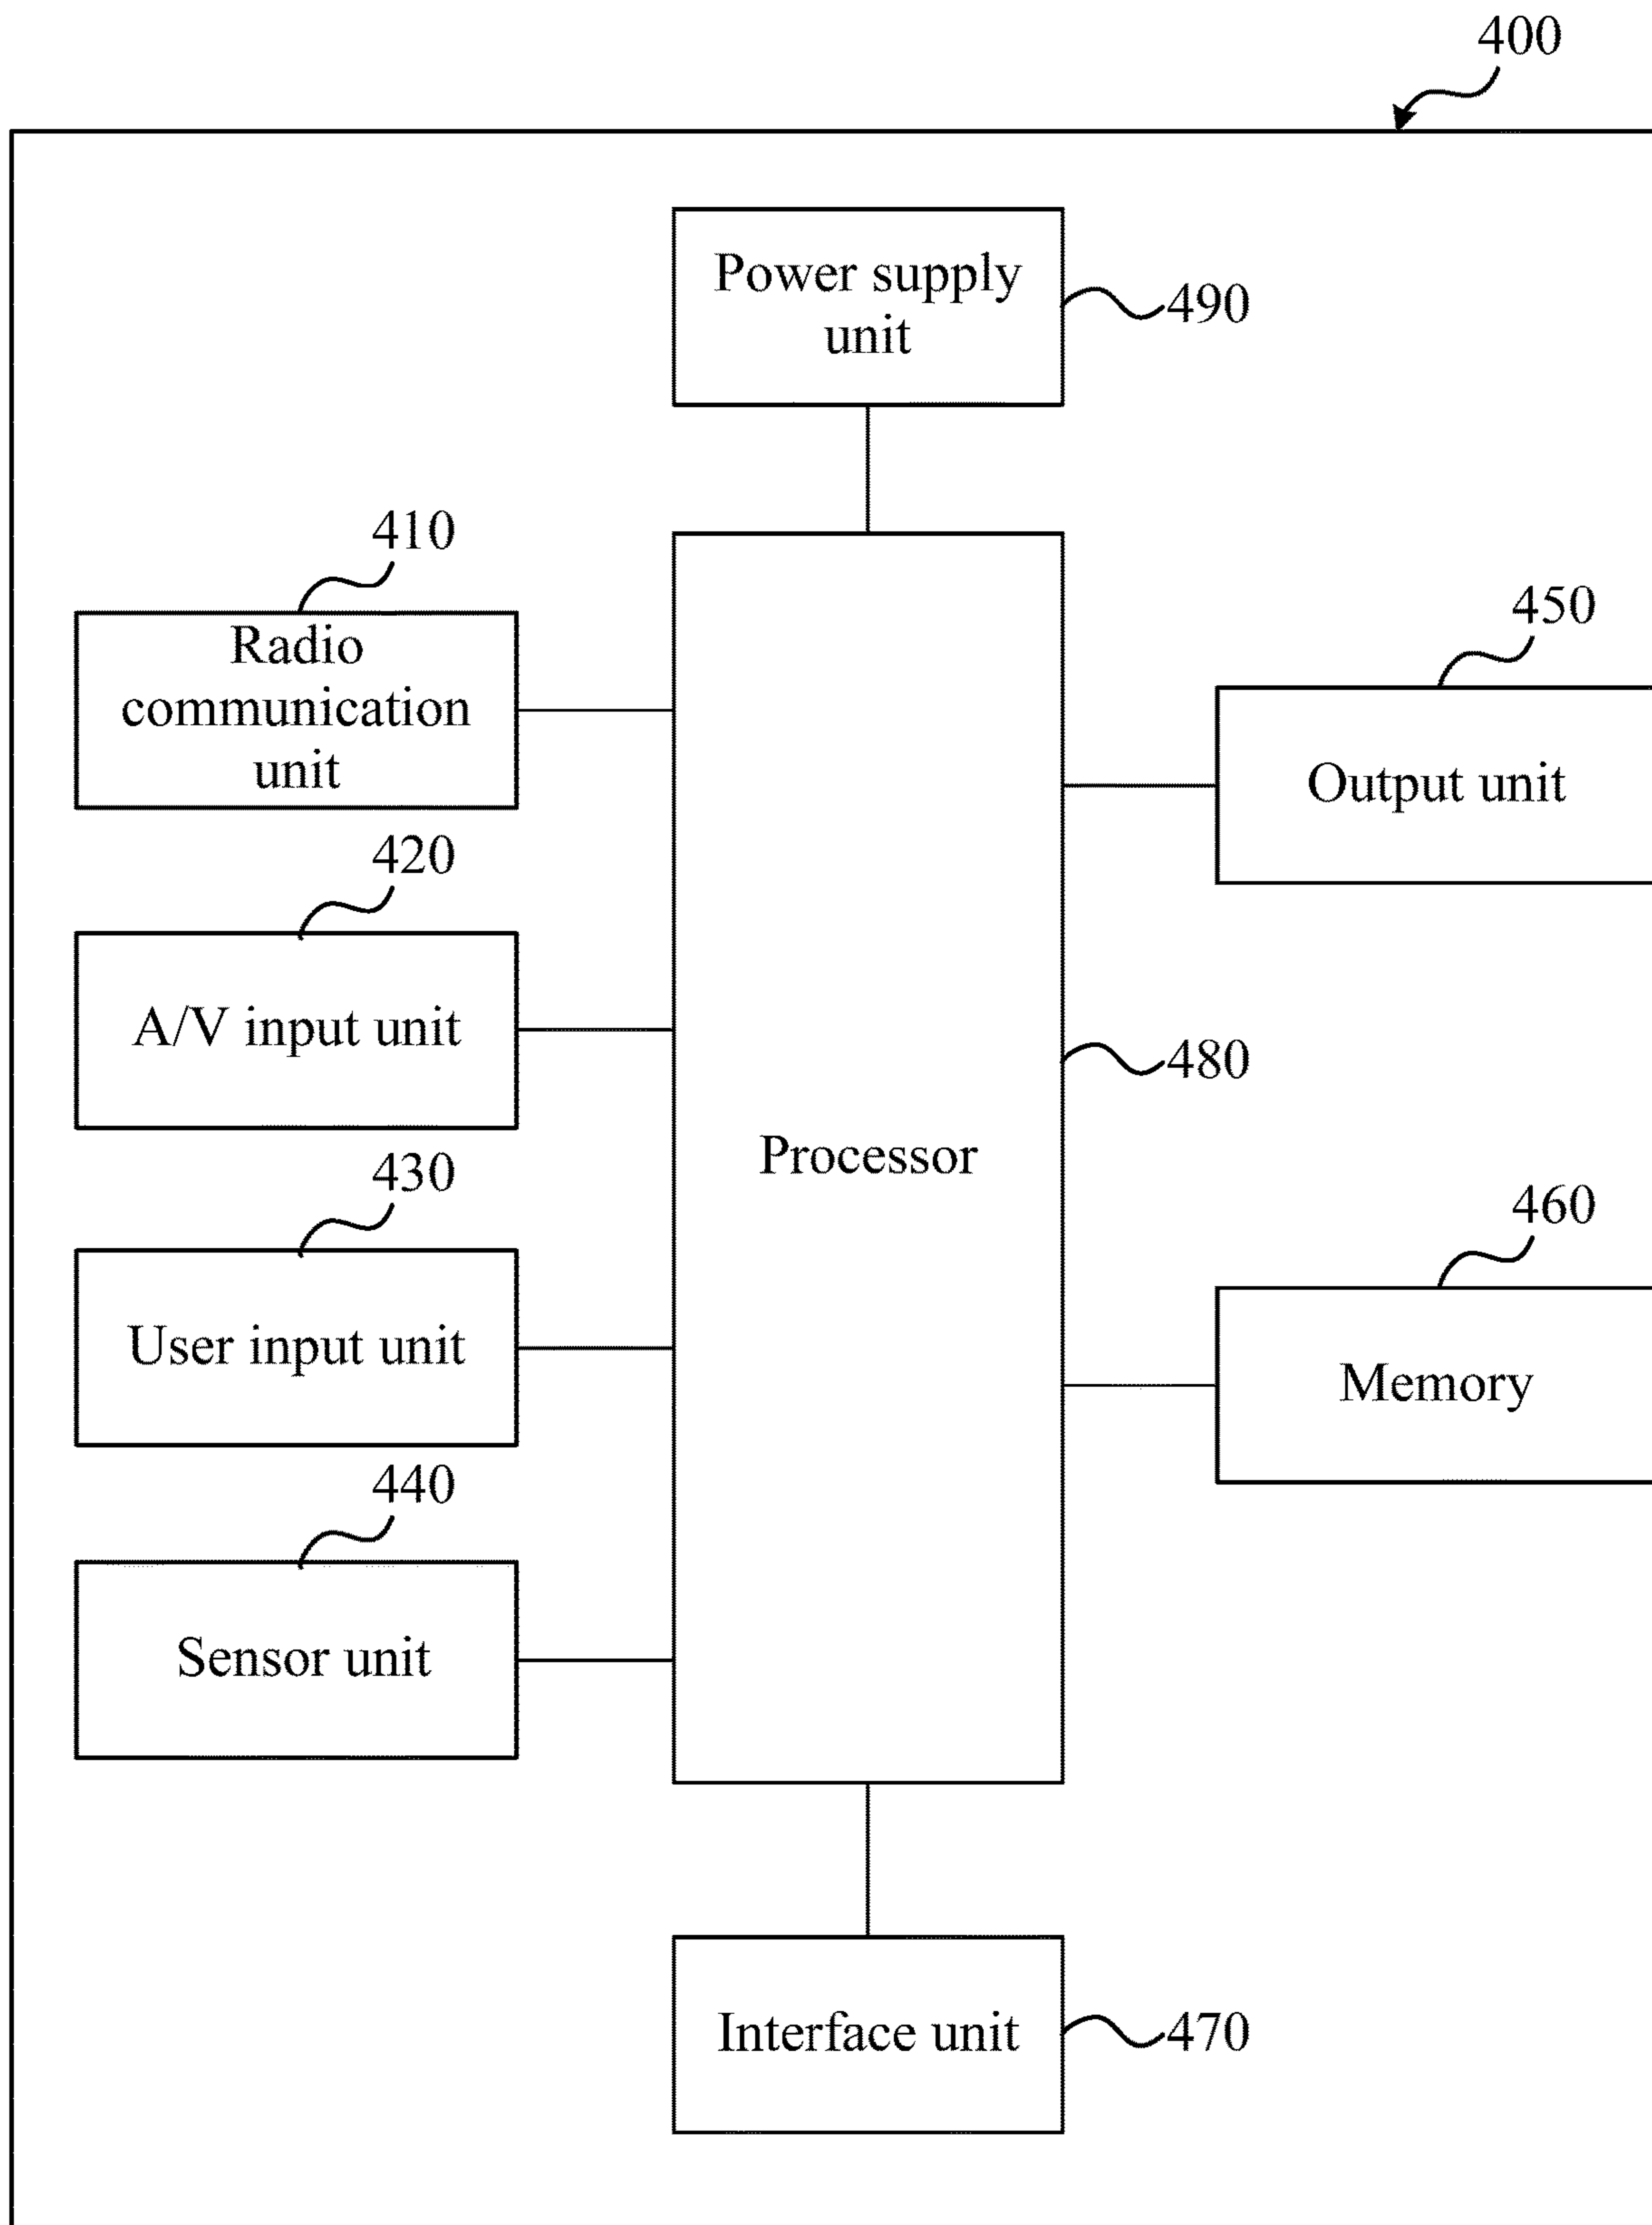 400
Power supply
unit
490
410
Radio
communication
unit
450
Output unit
420
A/V input unit
480
Processor
430
User input unit
460
Memory
440
Sensor unit
Interface unit
470